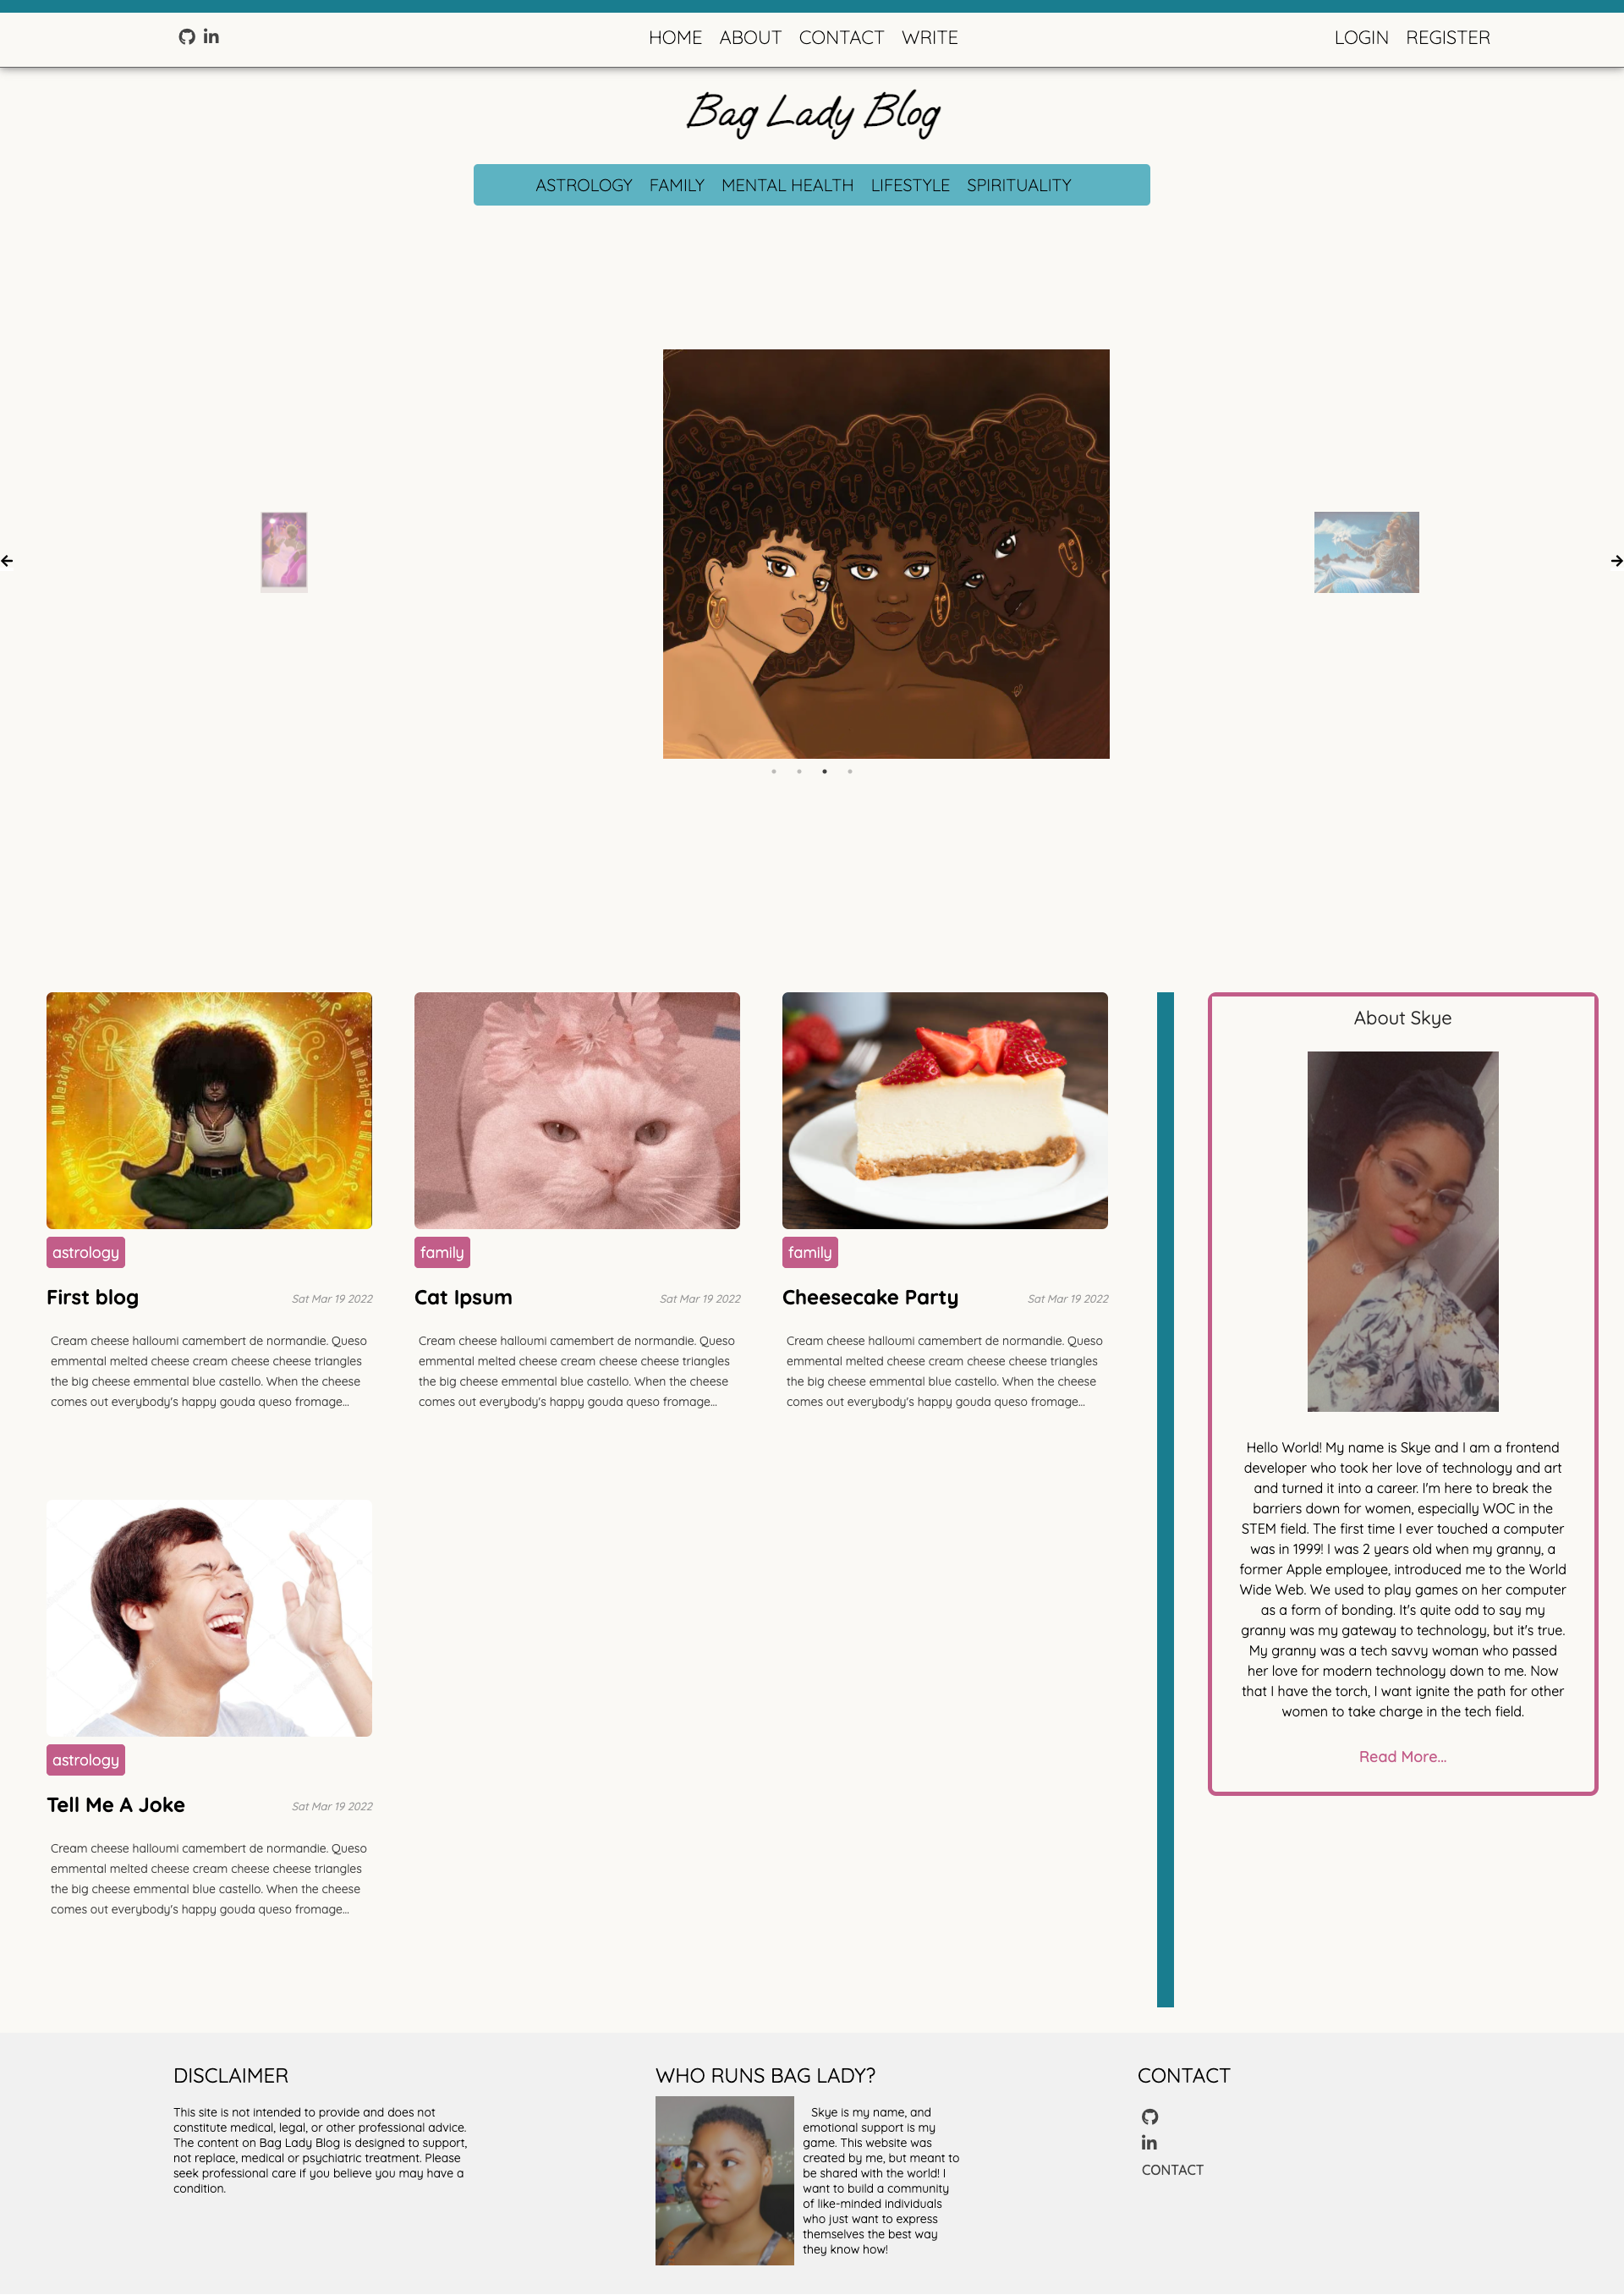 HOME ABOUT CONTACT WRITE
LOGIN REGISTER
Bag Lady Blog
ASTROLOGY FAMILY MENTAL HEALTH LIFESTYLE SPIRITUALITY
astrology
First blog
Sat Mar 19 2022
Cream cheese halloumi camembert de normandie. Queso
emmental melted cheese cream cheese cheese triangles
the big cheese emmental blue castello. When the cheese
comes out everybody's happy gouda queso fromage...
family
Cat Ipsum
Sat Mar 19 2022
Cream cheese halloumi camembert de normandie. Queso
emmental melted cheese cream cheese cheese triangles
the big cheese emmental blue castello. When the cheese
comes out everybody's happy gouda queso fromage...
family
Cheesecake Party
Sat Mar 19 2022
Cream cheese halloumi camembert de normandie. Queso
emmental melted cheese cream cheese cheese triangles
the big cheese emmental blue castello. When the cheese
comes out everybody's happy gouda queso fromage...
astrology
Tell Me A Joke
Sat Mar 19 2022
Cream cheese halloumi camembert de normandie. Queso
emmental melted cheese cream cheese cheese triangles
the big cheese emmental blue castello. When the cheese
comes out everybody's happy gouda queso fromage...
About Skye
Hello World! My name is Skye and I am a frontend
developer who took her love of technology and art
and turned it into a career. I'm here to break the
barriers down for women, especially WOC in the
STEM field. The first time I ever touched a computer
was in 1999! I was 2 years old when my granny, a
former Apple employee, introduced me to the World
Wide Web. We used to play games on her computer
as a form of bonding. It's quite odd to say my
granny was my gateway to technology, but it's true.
My granny was a tech savvy woman who passed
her love for modern technology down to me. Now
that I have the torch, I want ignite the path for other
women to take charge in the tech field.
Read More...
DISCLAIMER
This site is not intended to provide and does not
constitute medical, legal, or other professional advice.
The content on Bag Lady Blog is designed to support,
not replace, medical or psychiatric treatment. Please
seek professional care if you believe you may have a
condition.
WHO RUNS BAG LADY?
Skye is my name, and
emotional support is my
game. This website was
created by me, but meant to
be shared with the world! I
want to build a community
of like-minded individuals
who just want to express
themselves the best way
they know how!
CONTACT
CONTACT